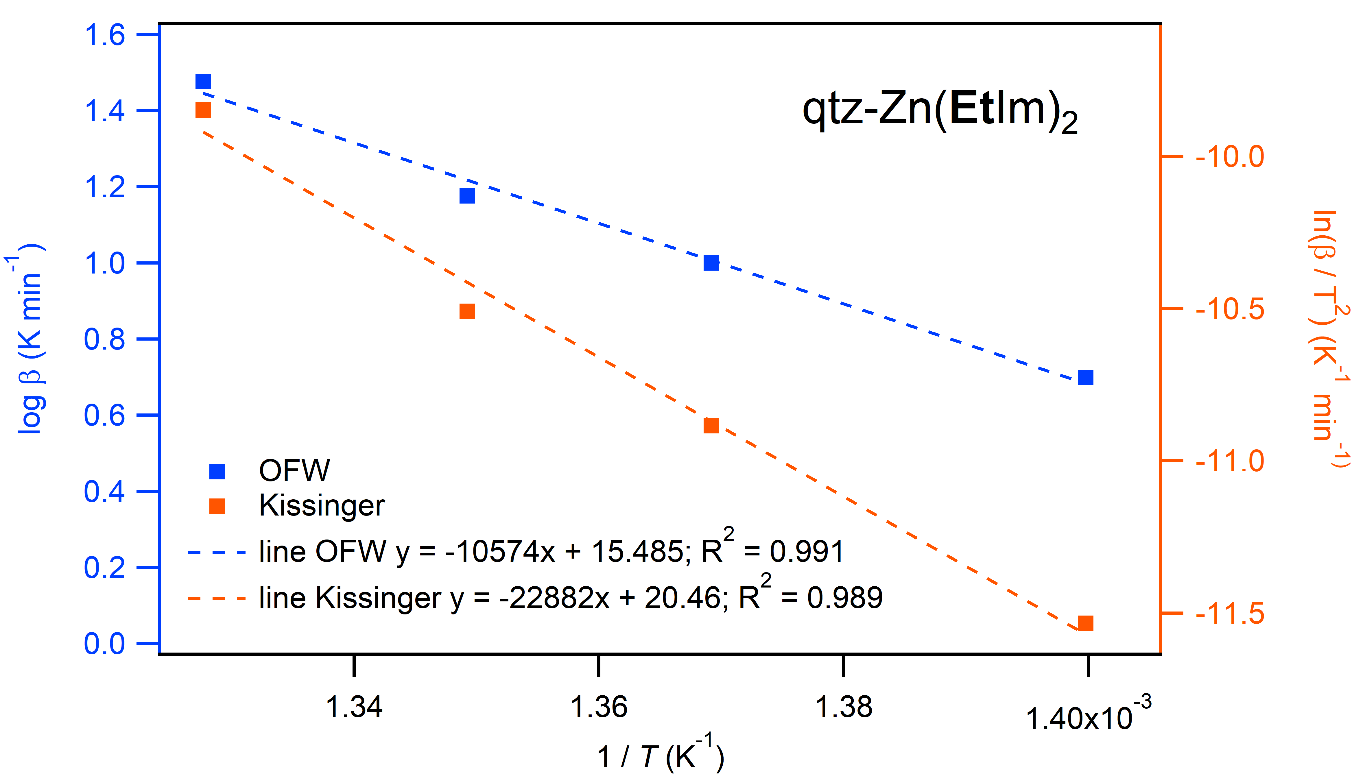 qtz-Zn(EtIm)2
log β (K min-1)
1.6
1.4
1.2
1.0
0.8
0.6
0.4
0.2
0.0
-10.0
-10.5
-11.0
-11.5
ln(β / T2) (K-1 min-1)
OFW
Kissinger
line OFW y = -10574x + 15.485; R2 = 0.991
line Kissinger y = -22882x + 20.46; R2 = 0.989
1.34
1.36
1.38
1.40x10-3
1 / T (K-1)